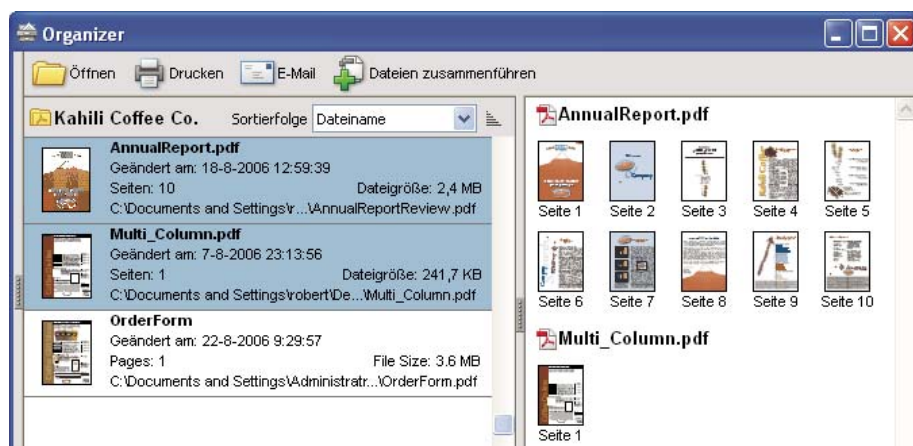 Organizer
Öffnen Drucken E-Mail Dateien zusammenführen
Kahili Coffee Co. Sortierfolge Dateiname
AnnualReport.pdf
Geändert am: 18-8-2006 12:59:39
Seiten: 10 Dateigröße: 2,4 MB
C:\Documents and Settings\r...\AnnualReportReview.pdf
Multi_Column.pdf
Geändert am: 7-8-2006 23:13:56
Seiten: 1 Dateigröße: 241,7 KB
C:\Documents and Settings\robert\De...\Multi_Column.pdf
OrderForm
Geändert am: 22-8-2006 9:29:57
Pages: 1 File Size: 3.6 MB
C:\Documents and Settings\Administratr...\OrderForm.pdf
AnnualReport.pdf
Seite 1 Seite 2 Seite 3 Seite 4 Seite 5
Seite 6 Seite 7 Seite 8 Seite 9 Seite 10
Multi_Column.pdf
Seite 1